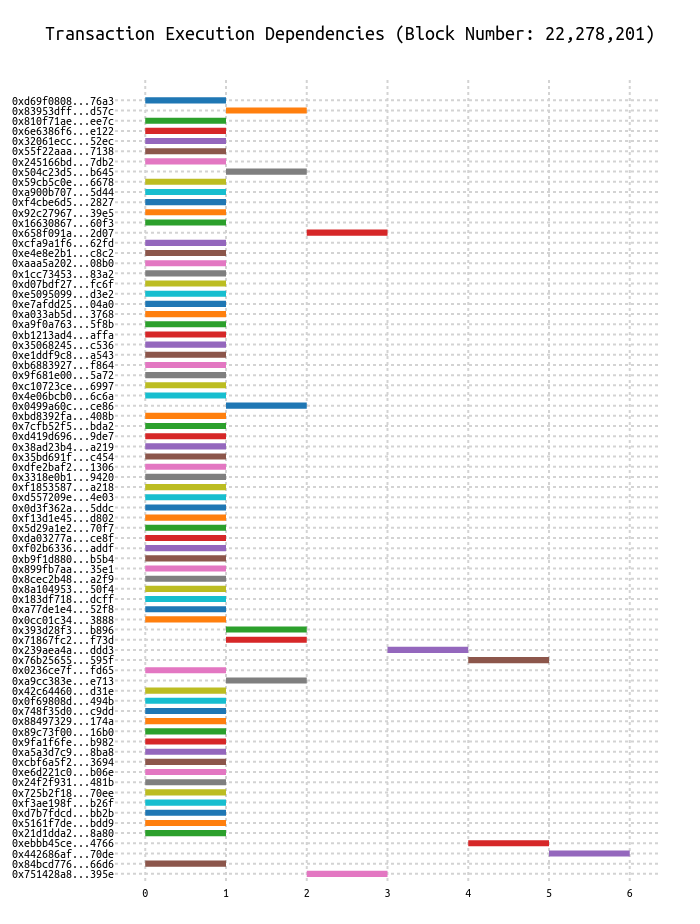 Transaction Execution Dependencies (Block Number: 22,278,201)
0xd69f0808...76a3
0x83953dff...d57c
0x810f71ae...ee7c
0x6e6386f6...e122
0x32061ecc...52ec
0x55f22aaa...7138
0x245166bd...7db2
0x504c23d5...b645
0x59cb5c0e...6678
0xa900b707...5d44
0xf4cbe6d5...2827
0x92c27967...39e5
0x16630867...60f3
0x658f091a...2d07
0xcfa9a1f6...62fd
0xe4e8e2b1...c8c2
0xaaa5a202...08b0
0x1cc73453...83a2
0xd07bdf27...fc6f
0xe5095099...d3e2
0xe7afdd25...04a0
0xa033ab5d...3768
0xa9f0a763...5f8b
0xb1213ad4...affa
0x35068245...c536
0xe1ddf9c8...a543
0xb6883927...f864
0x9f681e00...5a72
0xc10723ce...6997
0x4e06bcb0...6c6a
0x0499a60c...ce86
0xbd8392fa...408b
0x7cfb52f5...bda2
0xd419d696...9de7
0x38ad23b4...a219
0x35bd691f...c454
0xdfe2baf2...1306
0x3318e0b1...9420
0xf1853587...a218
0xd557209e...4e03
0x0d3f362a...5ddc
0xf13d1e45...d802
0x5d29a1e2...70f7
0xda03277a...ce8f
0xf02b6336...addf
0xb9f1d880...b5b4
0x899fb7aa...35e1
0x8cec2b48...a2f9
0x8a104953...50f4
0x183df718...dcff
0xa77de1e4...52f8
0x0cc01c34...3888
0x393d28f3...b896
0x71867fc2...f73d
0x239aea4a...ddd3
0x76b25655...595f
0x0236ce7f...fd65
0xa9cc383e...e713
0x42c64460...d31e
0x0f69808d...494b
0x748f35d0...c9dd
0x88497329...174a
0x89c73f00...16b0
0x9fa1f6fe...b982
0xa5a3d7c9...8ba8
0xcbf6a5f2...3694
0xe6d221c0...b06e
0x24f2f931...481b
0x725b2f18...70ee
0xf3ae198f...b26f
0xd7b7fdcd...bb2b
0x5161f7de...bdd9
0x21d1dda2...8a80
0xebbb45ce...4766
0x442686af...70de
0x84bcd776...66d6
0x751428a8...395e
0 1 2 3 4 5 6